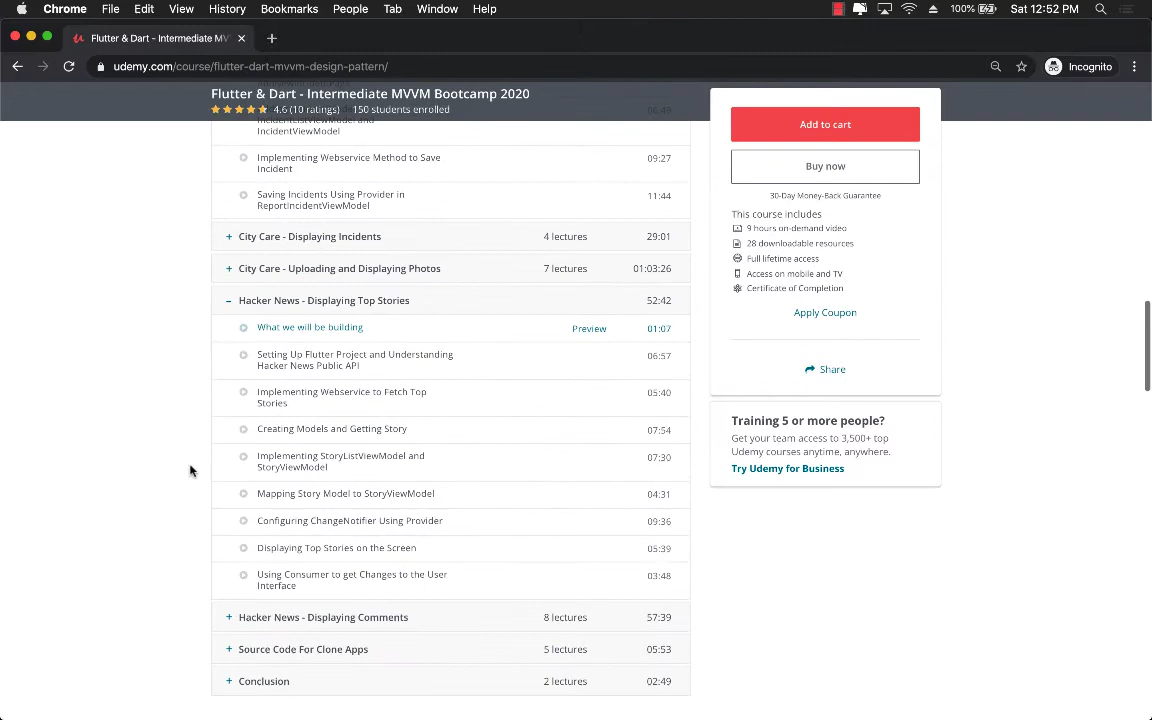 Chrome File Edit View History Bookmarks People Tab Window Help 100% Sat 12:52 PM
Flutter & Dart - Intermediate MV
udemy.com/course/flutter-dart-mvvm-design-pattern/ Incognito
Flutter & Dart - Intermediate MVVM Bootcamp 2020
4.6 (10 ratings) 150 students enrolled
IncidentListViewModel and 06:49
IncidentViewModel
Implementing Webservice Method to Save 09:27
Incident
Saving Incidents Using Provider in 11:44
ReportIncidentViewModel
+ City Care - Displaying Incidents 4 lectures 29:01
+ City Care - Uploading and Displaying Photos 7 lectures 01:03:26
– Hacker News - Displaying Top Stories 52:42
What we will be building Preview 01:07
Setting Up Flutter Project and Understanding 06:57
Hacker News Public API
Implementing Webservice to Fetch Top 05:40
Stories
Creating Models and Getting Story 07:54
Implementing StoryListViewModel and 07:30
StoryViewModel
Mapping Story Model to StoryViewModel 04:31
Configuring ChangeNotifier Using Provider 09:36
Displaying Top Stories on the Screen 05:39
Using Consumer to get Changes to the User 03:48
Interface
+ Hacker News - Displaying Comments 8 lectures 57:39
+ Source Code For Clone Apps 5 lectures 05:53
+ Conclusion 2 lectures 02:49
Add to cart
Buy now
30-Day Money-Back Guarantee
This course includes
9 hours on-demand video
28 downloadable resources
Full lifetime access
Access on mobile and TV
Certificate of Completion
Apply Coupon
Share
Training 5 or more people?
Get your team access to 3,500+ top
Udemy courses anytime, anywhere.
Try Udemy for Business